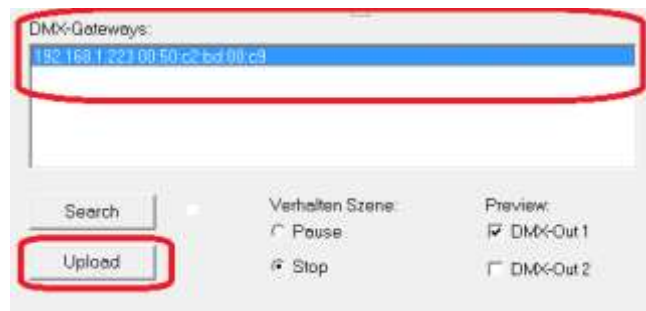 DMX-Gateways:
192.168.1.223 00:50:c2:bd:00:c9
Search
Verhalten Szene:
Preview:
Pause
DMX-Out 1
Upload
Stop
DMX-Out 2